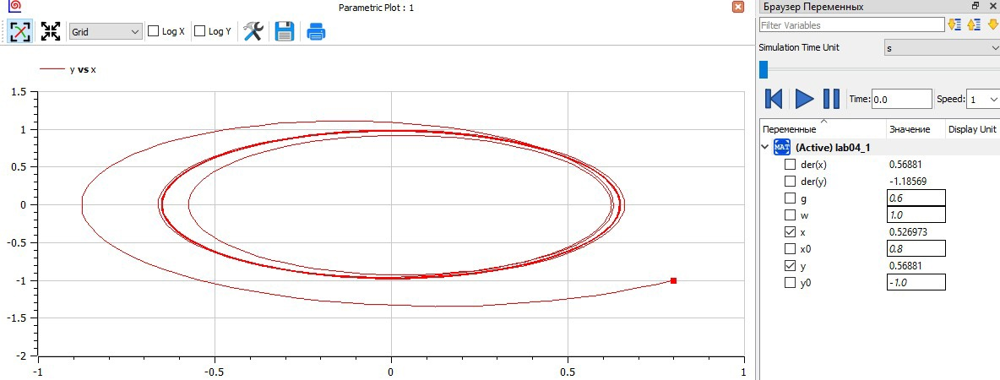 Parametric Plot : 1
Grid Log X Log Y
y vs x
1.5
1
0.5
0
-0.5
-1
-1.5
-2
-1 -0.5 0 0.5 1
Браузер Переменных
Filter Variables
Simulation Time Unit s
Time: 0.0 Speed: 1
Переменные Значение Display Unit
MAT (Active) lab04_1
der(x) 0.56881
der(y) -1.18569
g 0.6
w 1.0
x 0.526973
x0 0.8
y 0.56881
y0 -1.0